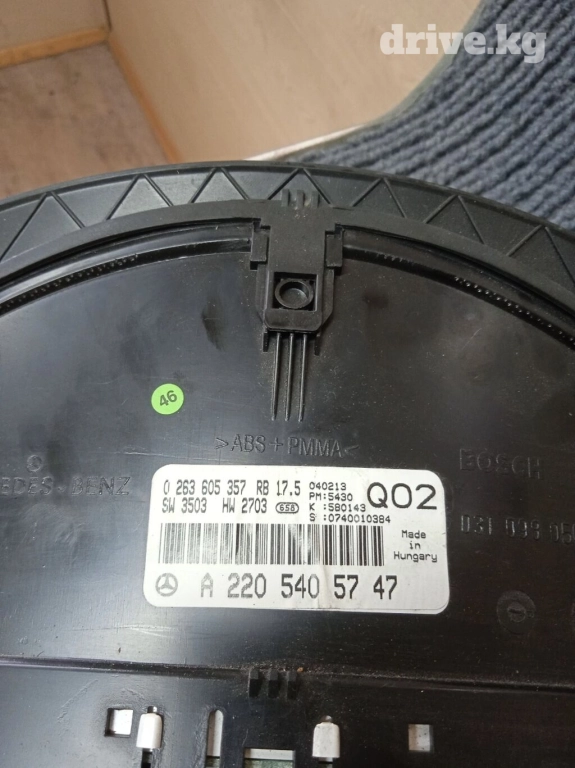 drive.kg
46
>ABS+PMMA<
BOSCH
0 263 605 357 RB 17.5 040213 Q02
PM:5430
SW 3503 HW 2703 658 K :580143
S :0740010384
Made in Hungary
A 220 540 57 47